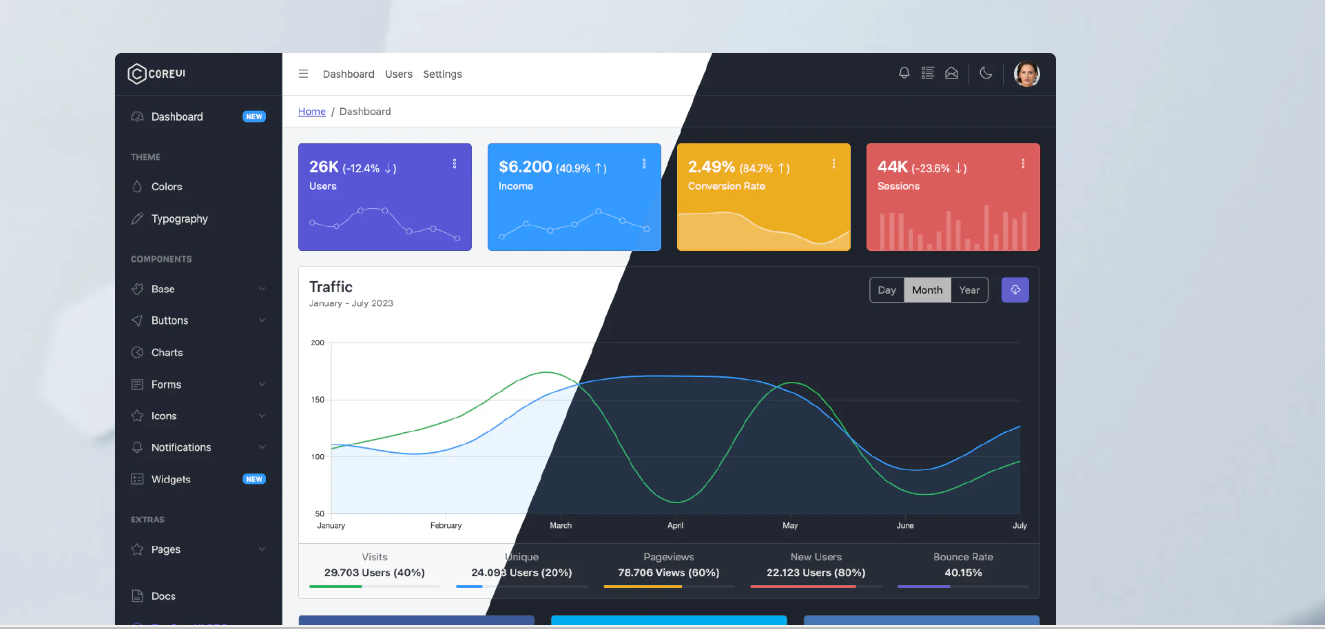 COREUI
Dashboard NEW
THEME
Colors
Typography
COMPONENTS
Base
Buttons
Charts
Forms
Icons
Notifications
Widgets NEW
EXTRAS
Pages
Docs
Dashboard Users Settings
Home / Dashboard
26K (-12.4% ↓)
Users
$6.200 (40.9% ↑)
Income
2.49% (84.7% ↑)
Conversion Rate
44K (-23.6% ↓)
Sessions
Traffic
January - July 2023
Day Month Year
200
150
100
50
January February March April May June July
Visits
29.703 Users (40%)
Unique
24.093 Users (20%)
Pageviews
78.706 Views (60%)
New Users
22.123 Users (80%)
Bounce Rate
40.15%